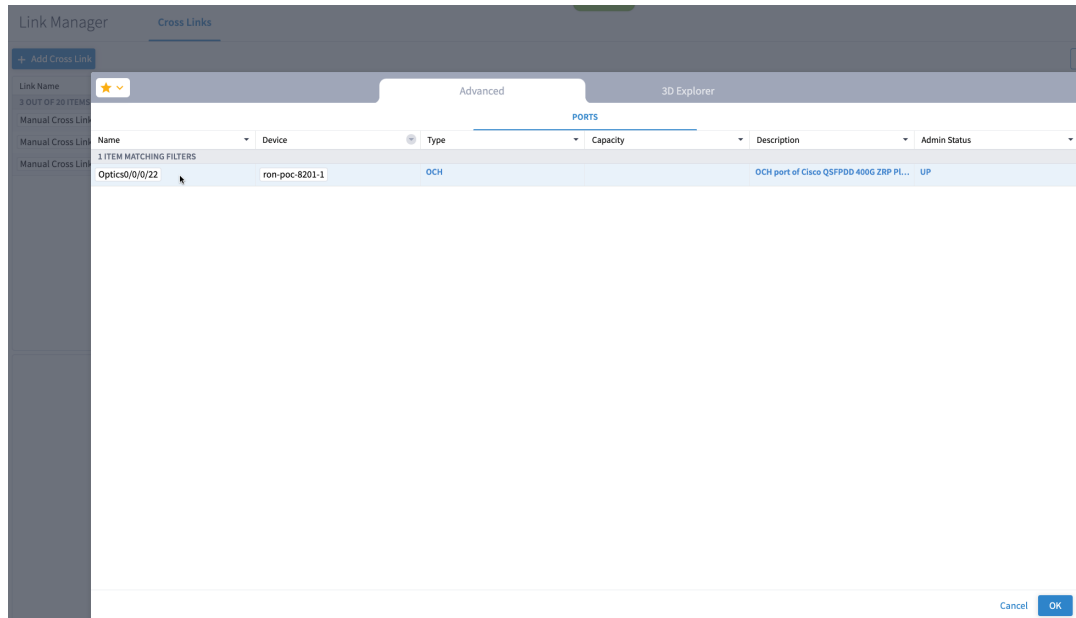 Link Manager Cross Links
+ Add Cross Link
Link Name
3 OUT OF 20 ITEMS
Manual Cross Link
Manual Cross Link
Manual Cross Link
Advanced 3D Explorer
PORTS
Name Device Type Capacity Description Admin Status
1 ITEM MATCHING FILTERS
Optics0/0/0/22 ron-poc-8201-1 OCH OCH port of Cisco QSFPDD 400G ZRP Pl... UP
Cancel OK